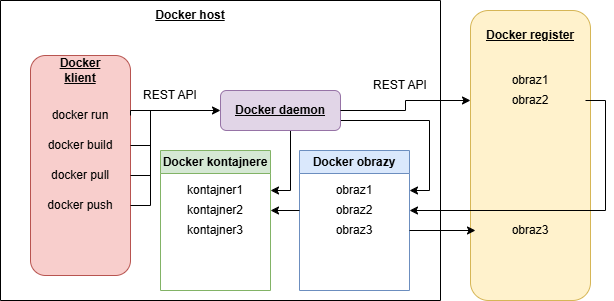 Docker host
Docker
klient
docker run
docker build
docker pull
docker push
REST API
Docker daemon
REST API
Docker kontajnere
kontajner1
kontajner2
kontajner3
Docker obrazy
obraz1
obraz2
obraz3
Docker register
obraz1
obraz2
obraz3